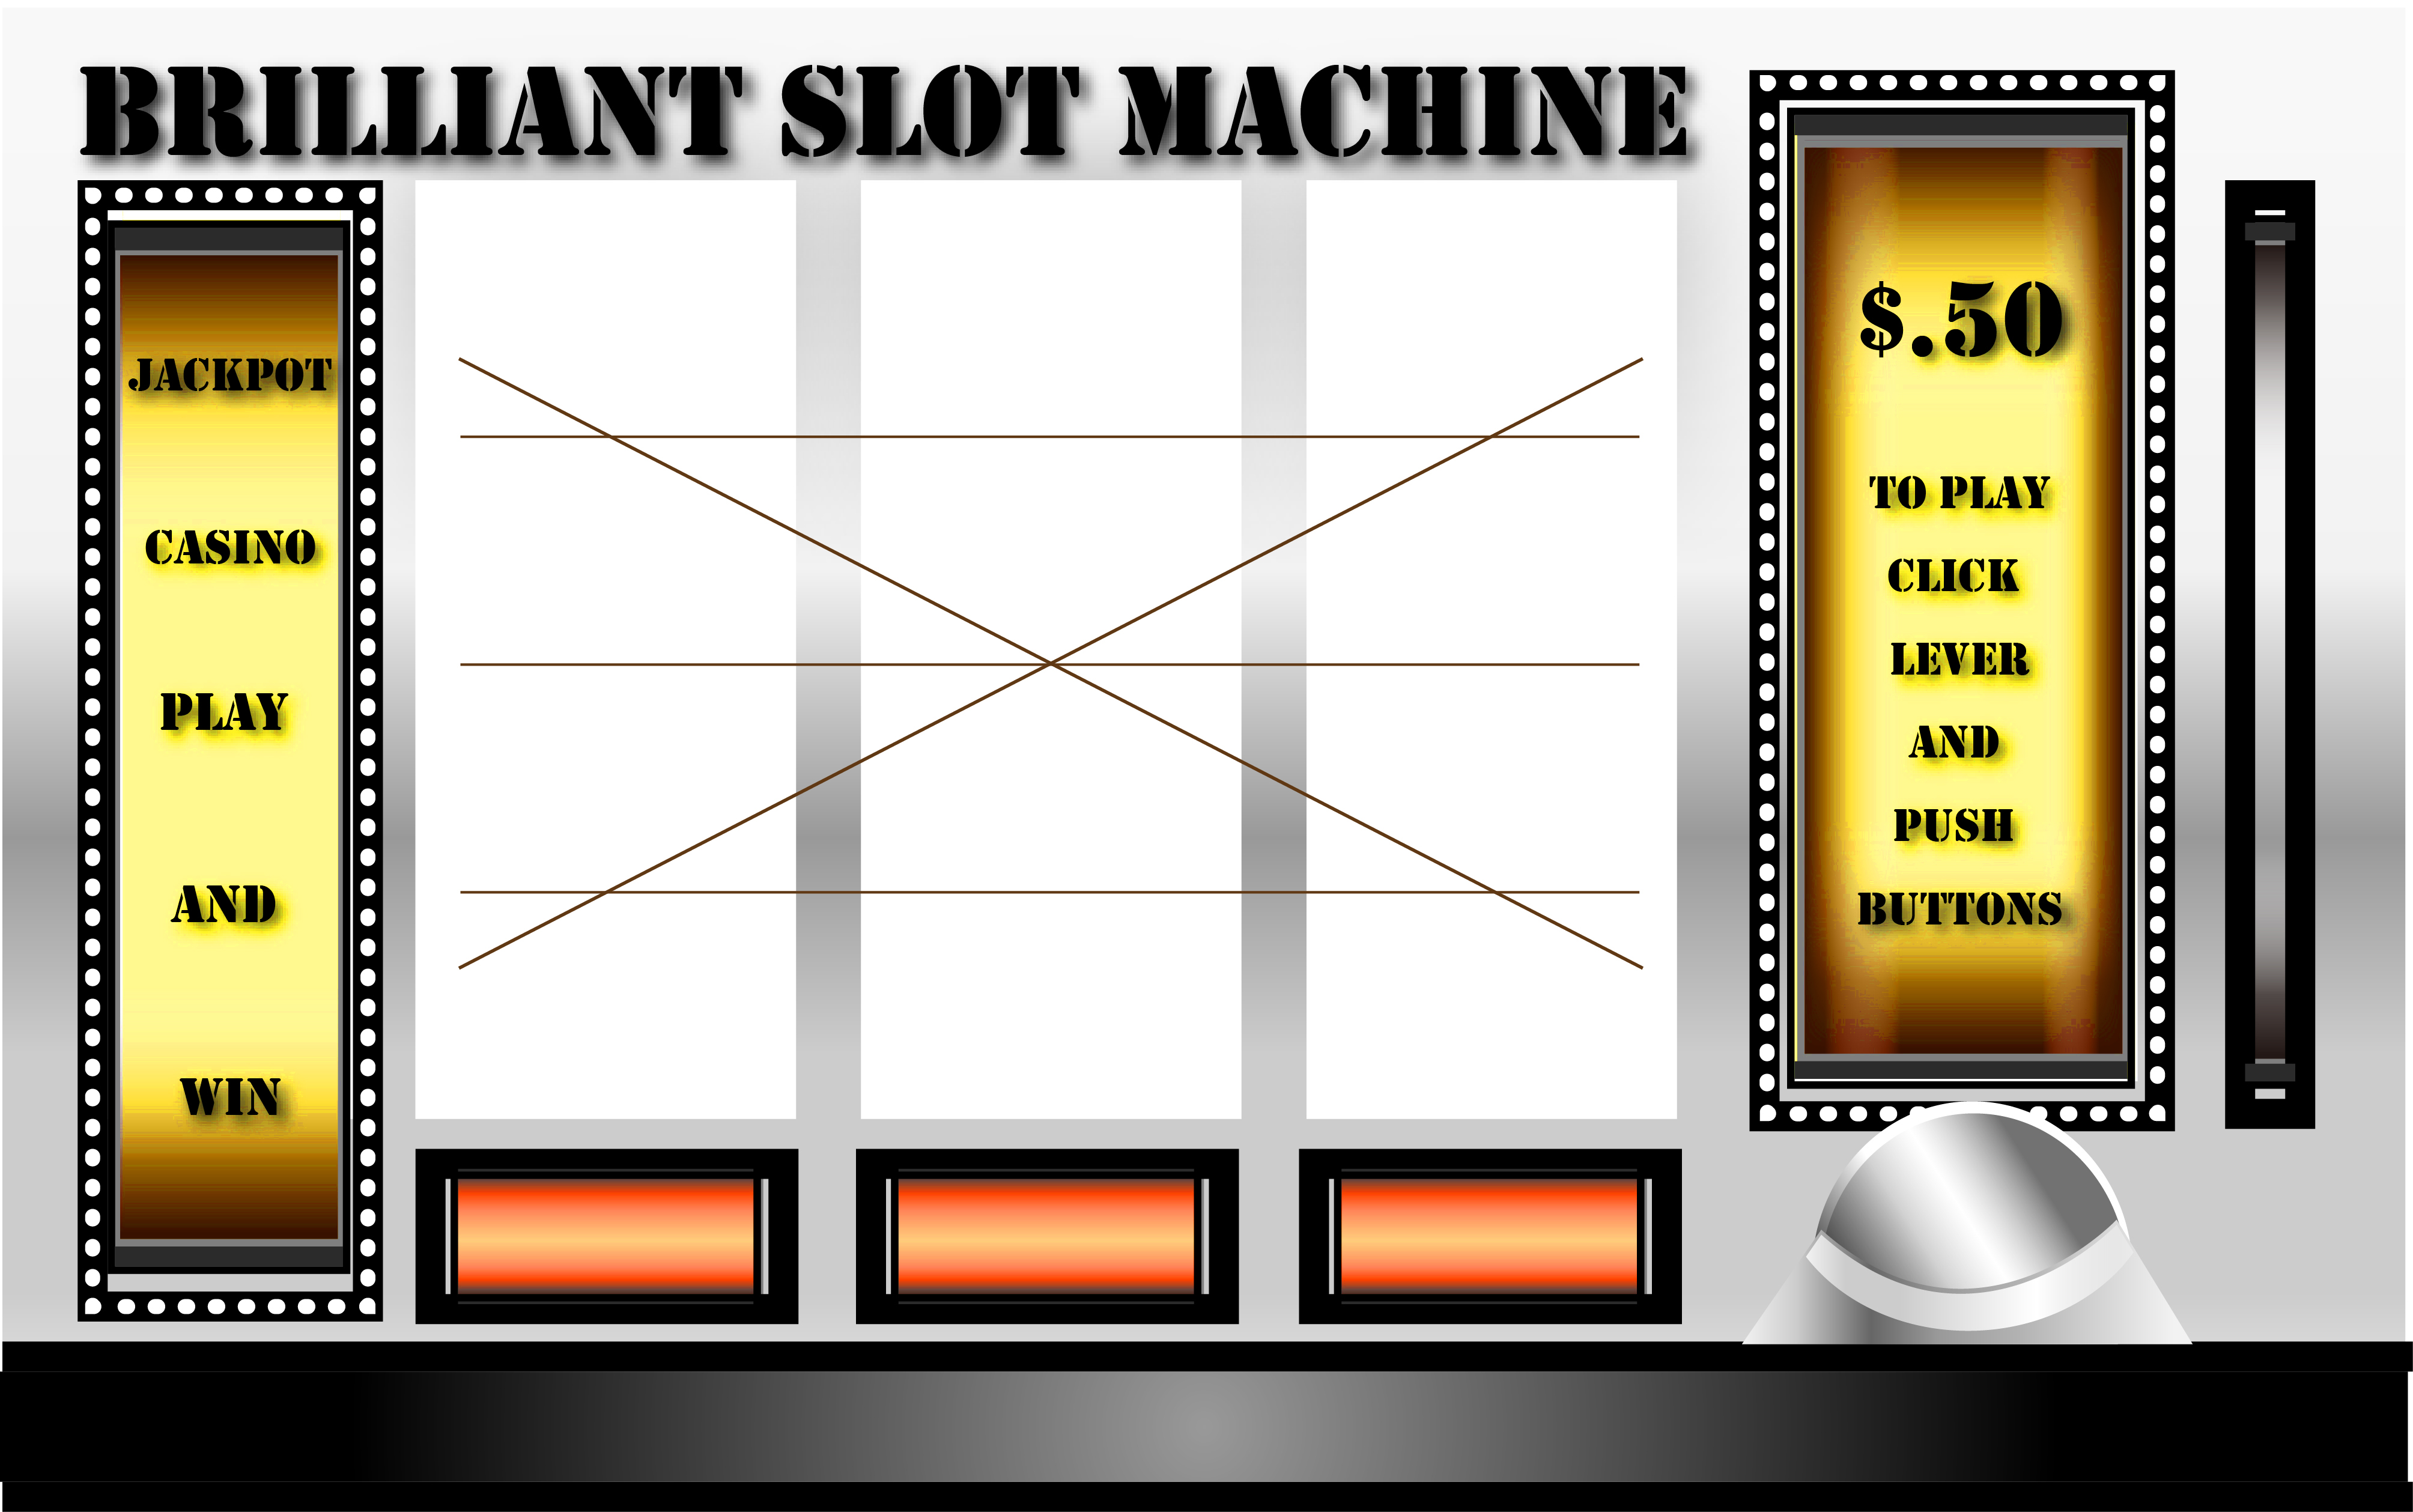 BRILLIANT SLOT MACHINE
JACKPOT
CASINO
PLAY
AND
WIN
$.50
TO PLAY
CLICK
LEVER
AND
PUSH
BUTTONS